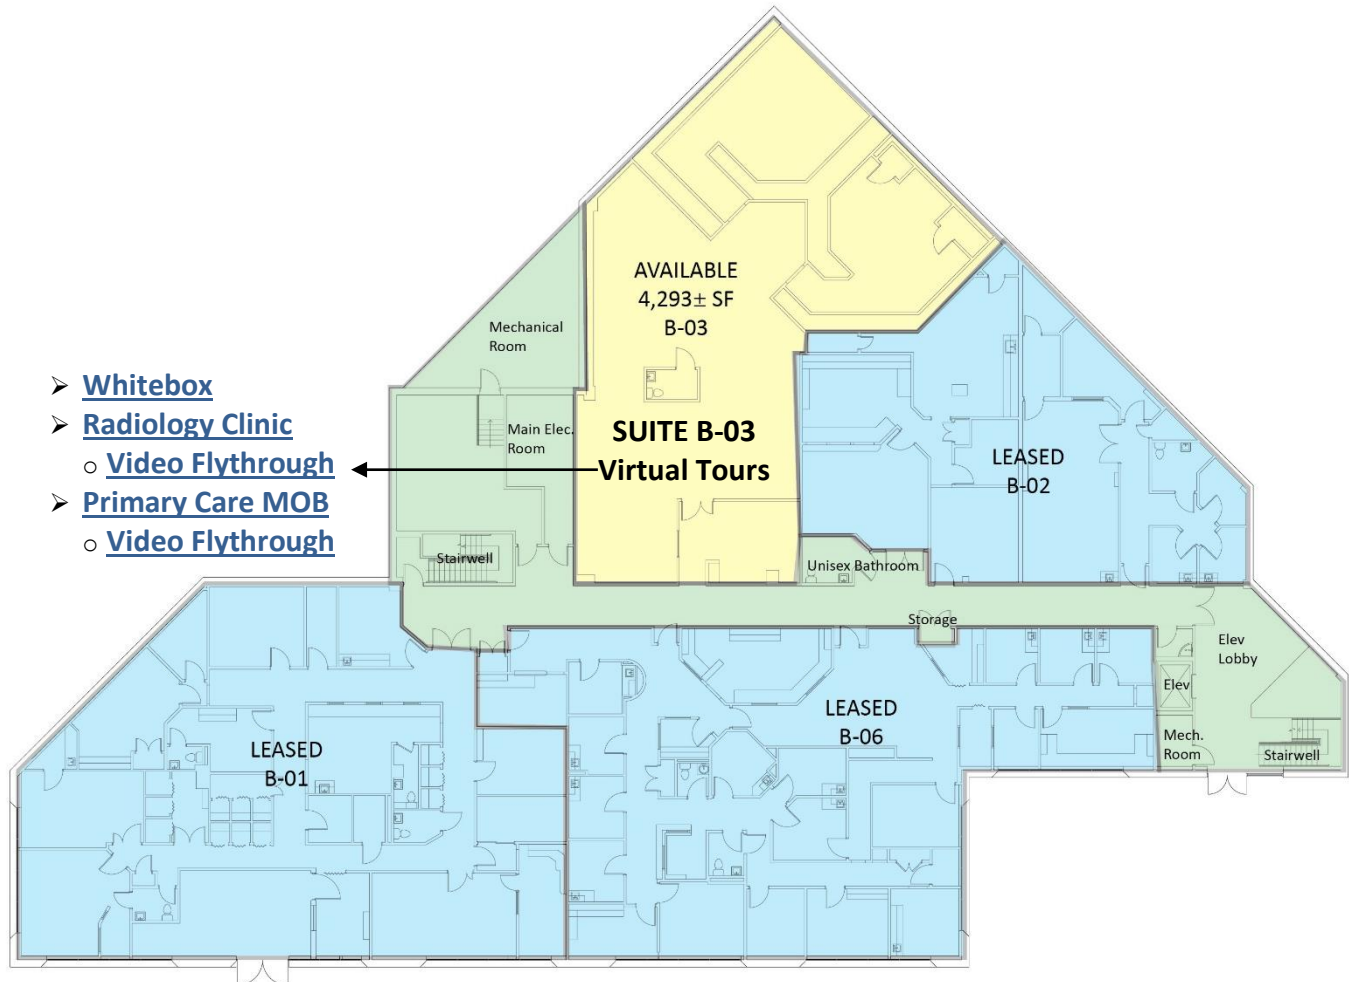 AVAILABLE
4,293± SF
B-03
Mechanical
Room
➢ Whitebox
➢ Radiology Clinic
o Video Flythrough
➢ Primary Care MOB
o Video Flythrough
Main Elec.
Room
SUITE B-03
Virtual Tours
LEASED
B-02
Stairwell
Unisex Bathroom
Storage
Elev
Lobby
Elev
LEASED
B-01
LEASED
B-06
Mech.
Room
Stairwell